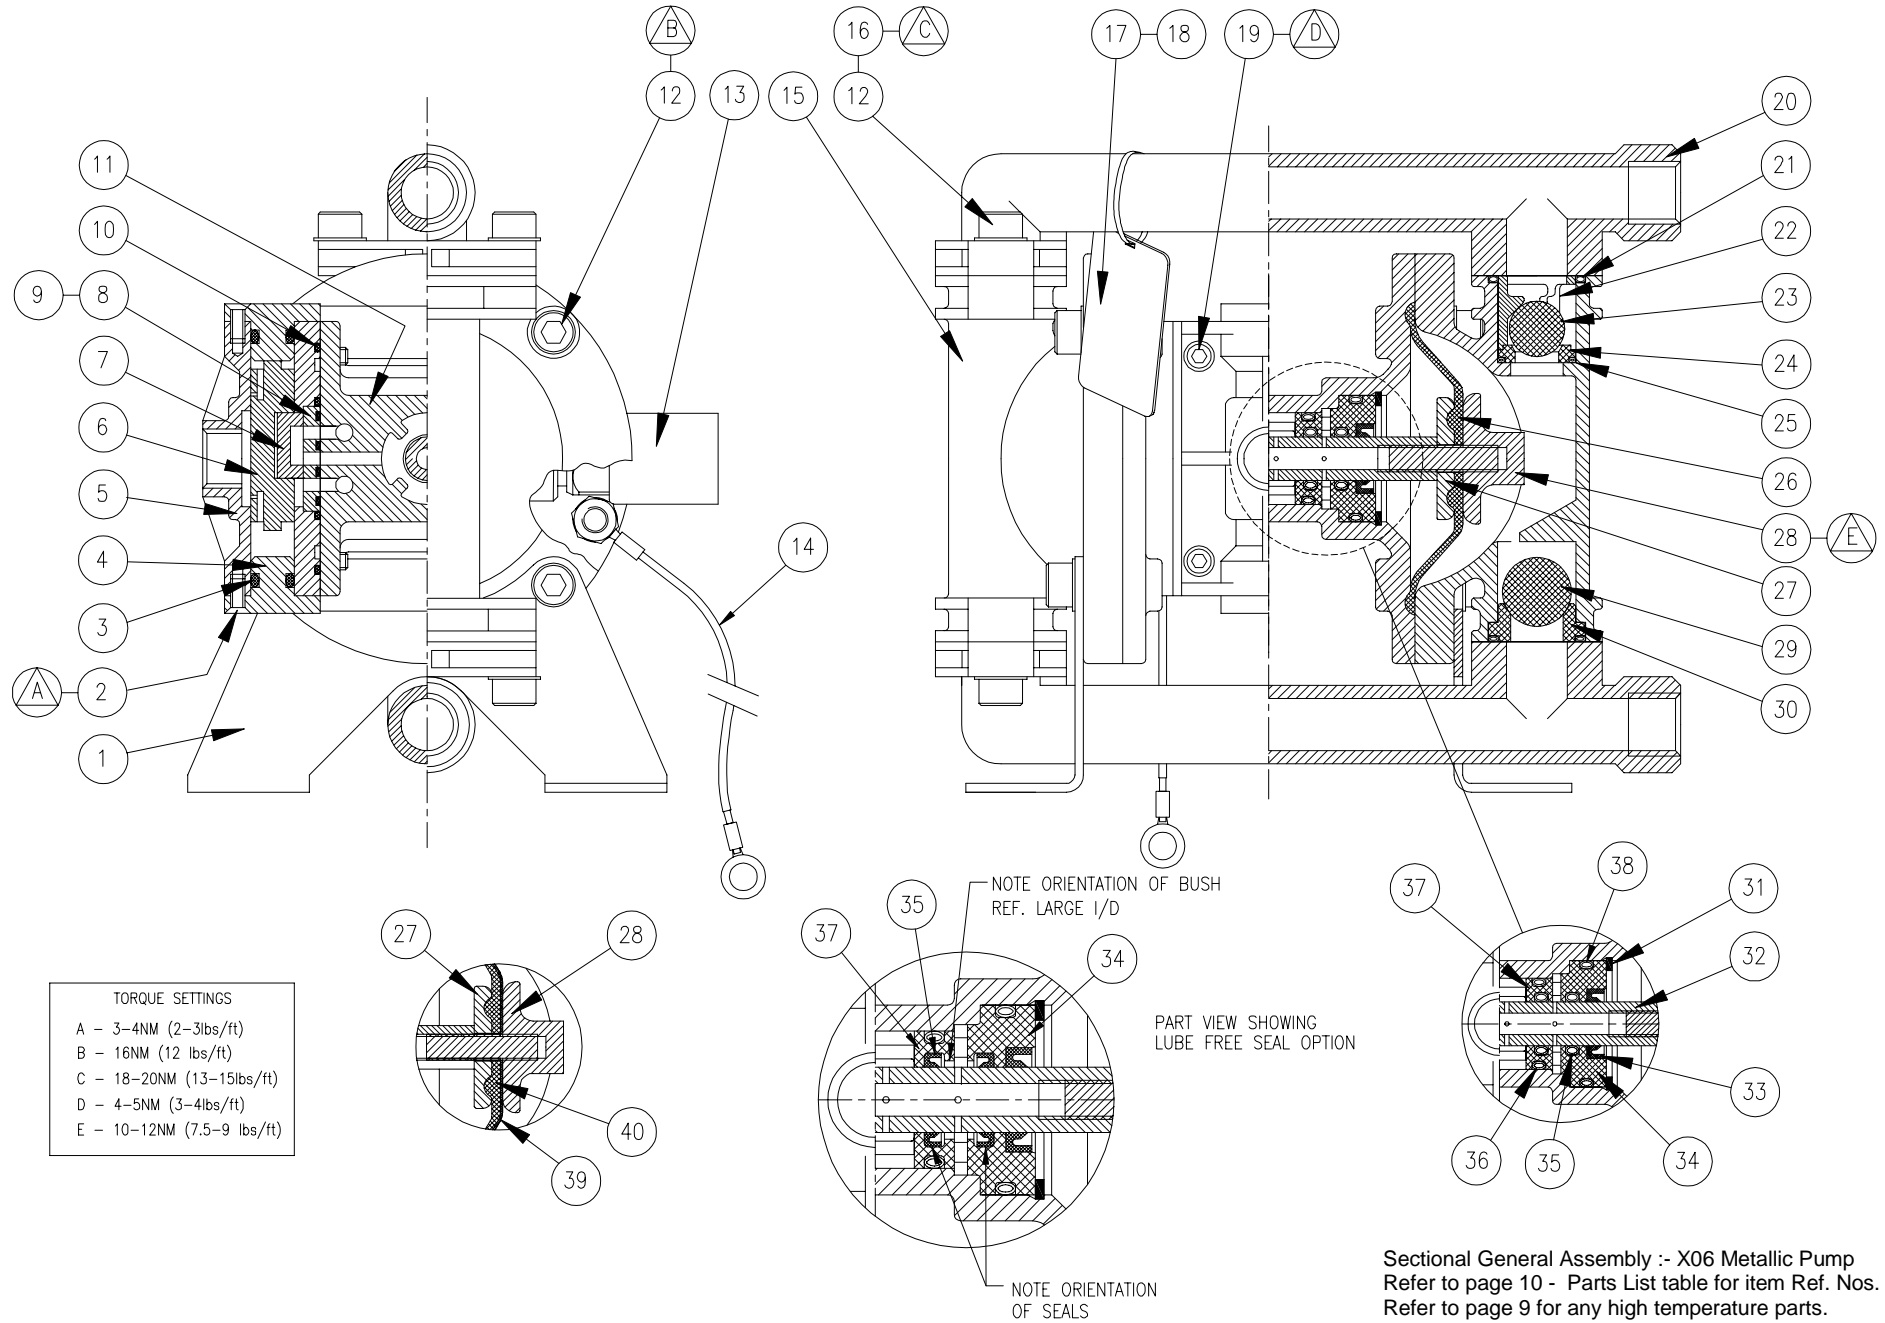 B
16
C
17
18
19
D
12
13
15
12
20
11
21
10
22
9
8
23
7
24
6
25
5
26
4
14
28
E
3
27
A
2
29
1
30
NOTE ORIENTATION OF BUSH
REF. LARGE I/D
38
37
31
35
27
28
37
34
32
TORQUE SETTINGS
A - 3-4NM (2-3lbs/ft)
B - 16NM (12 lbs/ft)
C - 18-20NM (13-15lbs/ft)
D - 4-5NM (3-4lbs/ft)
E - 10-12NM (7.5-9 lbs/ft)
PART VIEW SHOWING
LUBE FREE SEAL OPTION
33
40
36
35
34
39
NOTE ORIENTATION
OF SEALS
Sectional General Assembly :- X06 Metallic Pump
Refer to page 10 - Parts List table for item Ref. Nos.
Refer to page 9 for any high temperature parts.